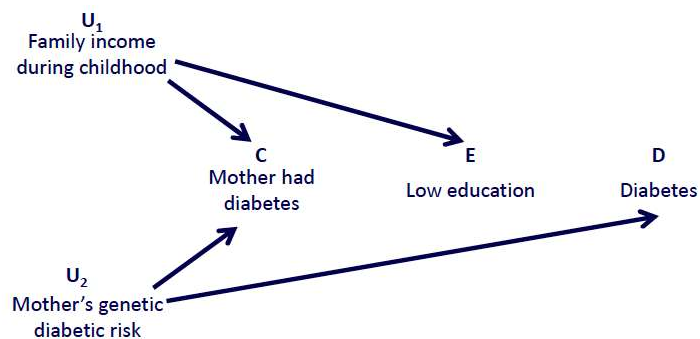 U₁
Family income
during childhood
C
Mother had
diabetes
E
Low education
D
Diabetes
U₂
Mother’s genetic
diabetic risk